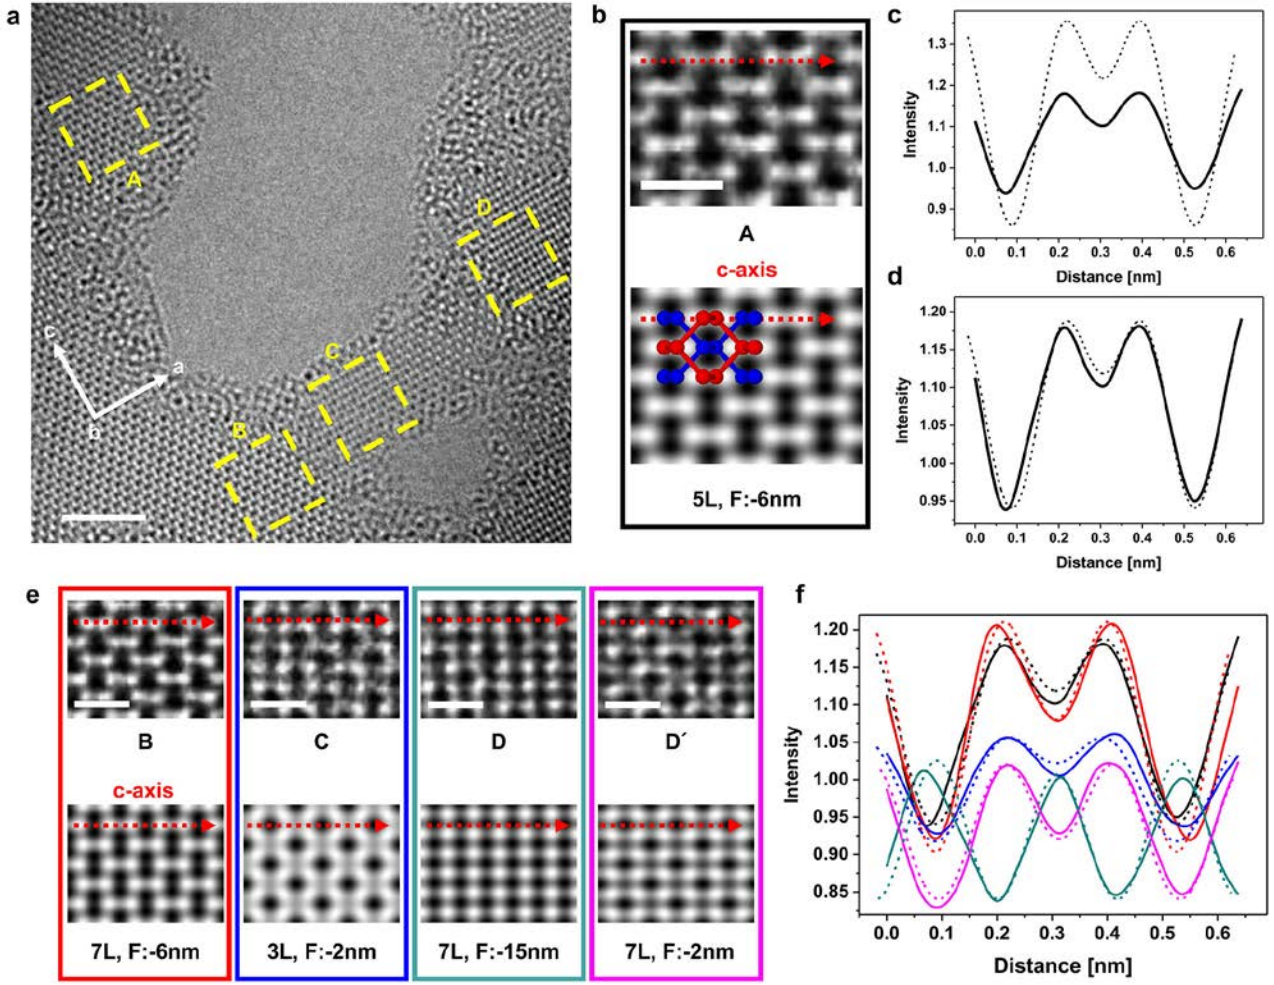 a
A
D
C
B
c
a
b
b
A
c-axis
5L, F:-6nm
c
Intensity
1.3
1.2
1.1
1.0
0.9
0.0 0.1 0.2 0.3 0.4 0.5 0.6
Distance [nm]
d
Intensity
1.20
1.15
1.10
1.00
0.95
0.0 0.1 0.2 0.3 0.4 0.5 0.6
Distance [nm]
e
B
C
D
D´
c-axis
7L, F:-6nm
3L, F:-2nm
7L, F:-15nm
7L, F:-2nm
f
Intensity
1.20
1.15
1.10
1.05
1.00
0.95
0.90
0.85
0.0 0.1 0.2 0.3 0.4 0.5 0.6
Distance [nm]